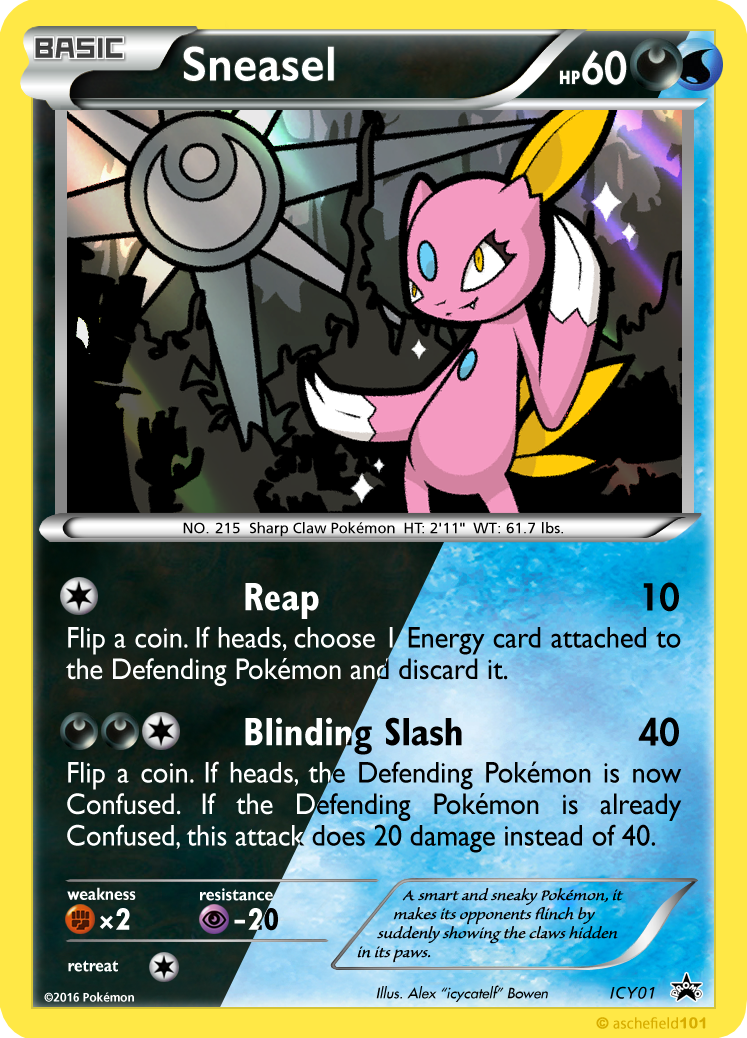 BASIC
Sneasel
HP60
NO. 215 Sharp Claw Pokémon HT: 2'11" WT: 61.7 lbs.
Reap 10
Flip a coin. If heads, choose 1 Energy card attached to
the Defending Pokémon and discard it.
Blinding Slash 40
Flip a coin. If heads, the Defending Pokémon is now
Confused. If the Defending Pokémon is already
Confused, this attack does 20 damage instead of 40.
weakness
×2
resistance
-20
retreat
A smart and sneaky Pokémon, it
makes its opponents flinch by
suddenly showing the claws hidden
in its paws.
©2016 Pokémon
Illus. Alex "icycatelf" Bowen
ICY01
PROMO
© aschefield101